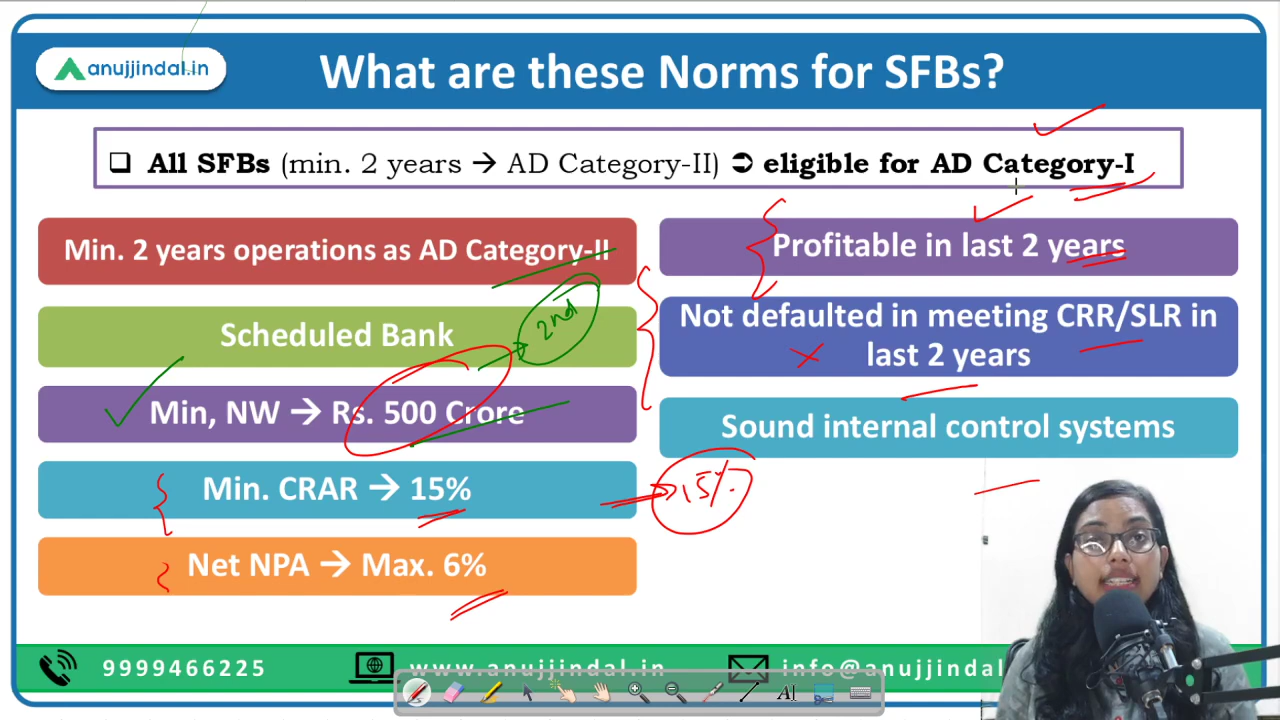 anujjindal.in
What are these Norms for SFBs?
❑ All SFBs (min. 2 years → AD Category-II) ➲ eligible for AD Category-I
Min. 2 years operations as AD Category-II
Scheduled Bank
2nd
Min, NW → Rs. 500 Crore
Min. CRAR → 15%
15%
Net NPA → Max. 6%
Profitable in last 2 years
Not defaulted in meeting CRR/SLR in
last 2 years
Sound internal control systems
9999466225
www.anujjindal.in
info@anujjindal
A